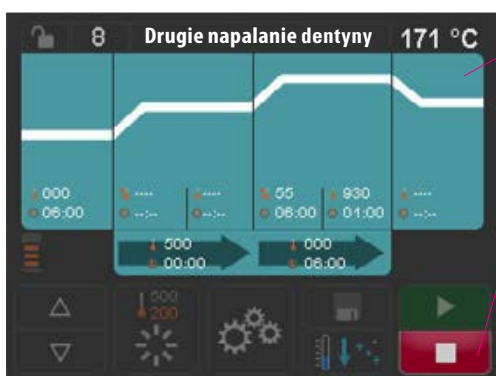 8 Drugie napalanie dentyny 171 °C
000 ---- ---- 55 930 ----
06:00 --:-- --:-- 06:00 01:00 --:--
500 000
00:00 06:00
500
200